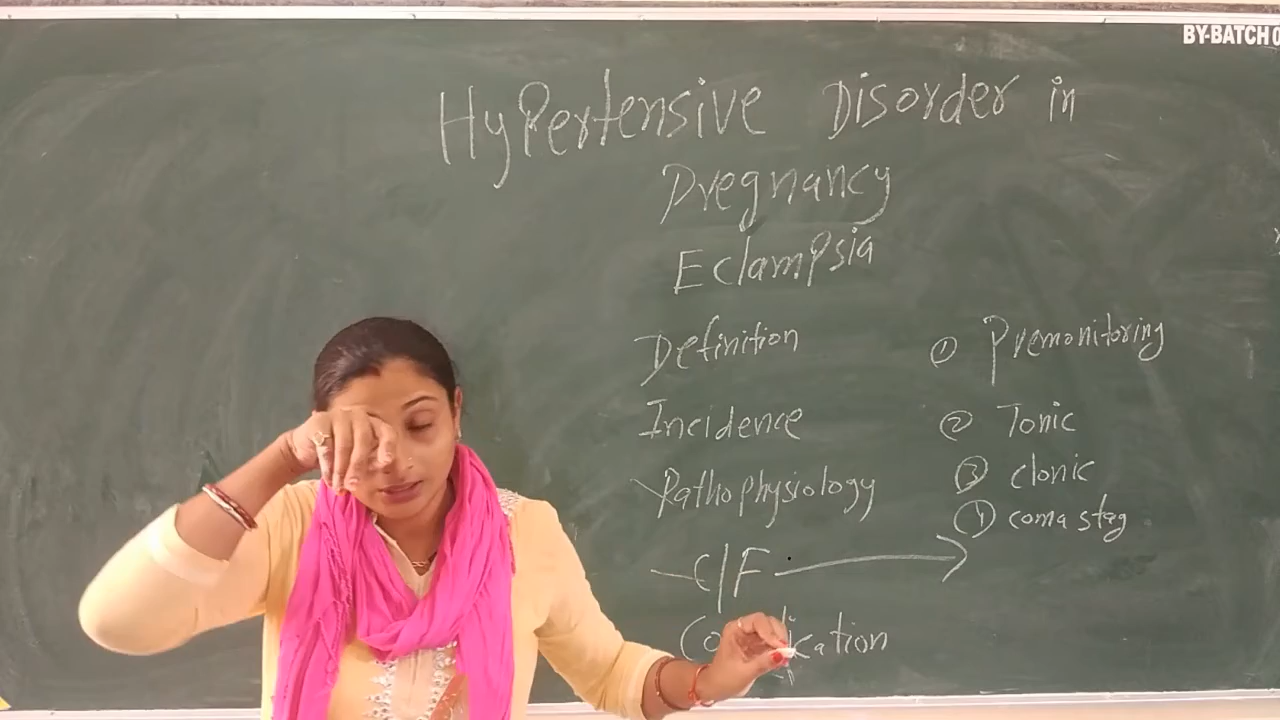 BY-BATCH
Hypertensive Disorder in
Pregnancy
Eclampsia
Definition
Incidence
Pathophysiology
C/F
① Premonitoring
② Tonic
③ clonic
④ coma stag